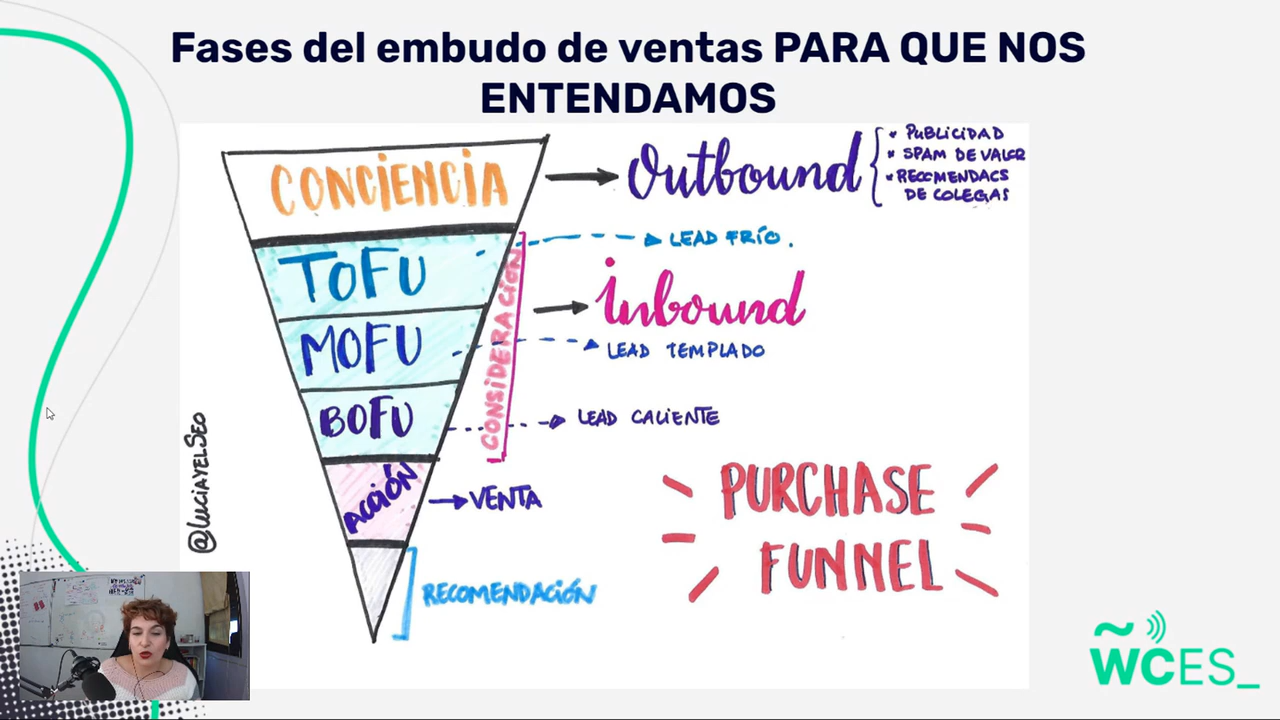 Fases del embudo de ventas PARA QUE NOS
ENTENDAMOS
CONCIENCIA
Outbound
* PUBLICIDAD
* SPAM DE VALOR
* RECOMENDACS
DE COLEGAS
TOFU
LEAD FRÍO.
CONSIDERACIÓN
Inbound
MOFU
LEAD TEMPLADO
BOFU
LEAD CALIENTE
ACCIÓN
VENTA
RECOMENDACIÓN
PURCHASE
FUNNEL
@LUCIAYELSEO
WCES_